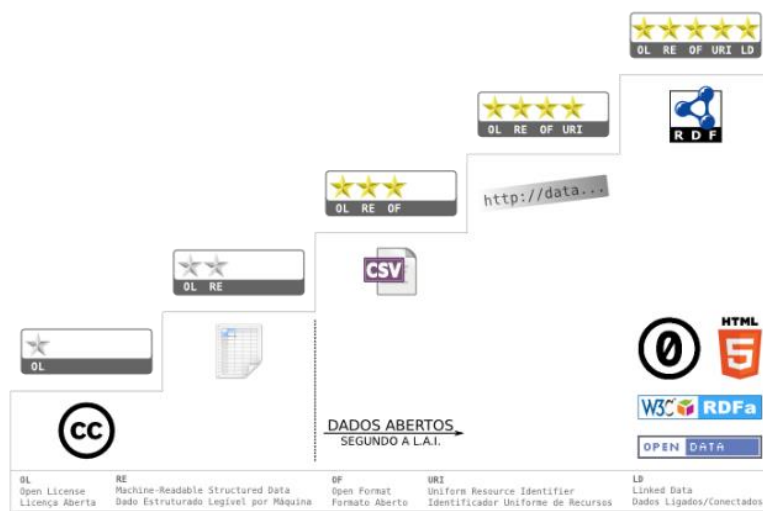 OL RE OF URI LD
RDF
OL RE OF URI
http://data...
OL RE OF
CSV
OL RE
OL
cc
DADOS ABERTOS
SEGUNDO A L.A.I.
0
HTML
5
W3C RDFa
OPEN DATA
OL
Open License
Licença Aberta
RE
Machine-Readable Structured Data
Dado Estruturado Legível por Máquina
OF
Open Format
Formato Aberto
URI
Uniform Resource Identifier
Identificador Uniforme de Recursos
LD
Linked Data
Dados Ligados/Conectados